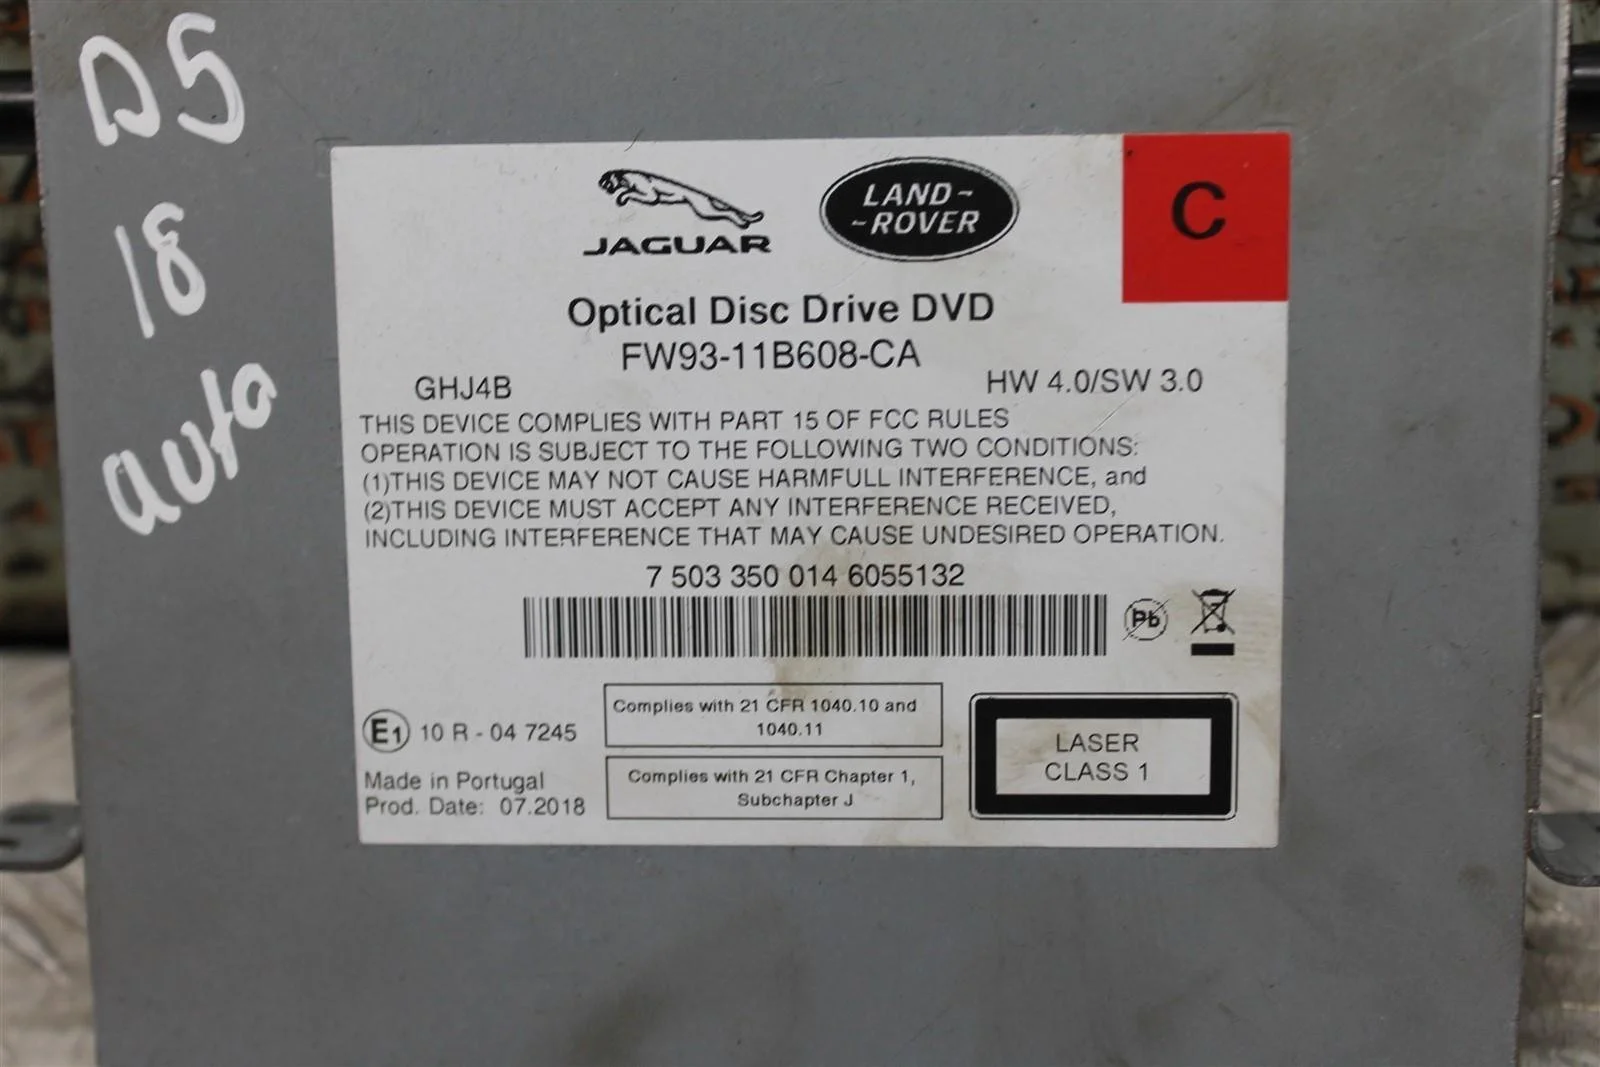 D5
18
auto
JAGUAR
LAND-
-ROVER
C
Optical Disc Drive DVD
FW93-11B608-CA
GHJ4B
HW 4.0/SW 3.0
THIS DEVICE COMPLIES WITH PART 15 OF FCC RULES
OPERATION IS SUBJECT TO THE FOLLOWING TWO CONDITIONS:
(1)THIS DEVICE MAY NOT CAUSE HARMFULL INTERFERENCE, and
(2)THIS DEVICE MUST ACCEPT ANY INTERFERENCE RECEIVED,
INCLUDING INTERFERENCE THAT MAY CAUSE UNDESIRED OPERATION.
7 503 350 014 6055132
Pb
E1 10 R - 04 7245
Made in Portugal
Prod. Date: 07.2018
Complies with 21 CFR 1040.10 and
1040.11
Complies with 21 CFR Chapter 1,
Subchapter J
LASER
CLASS 1